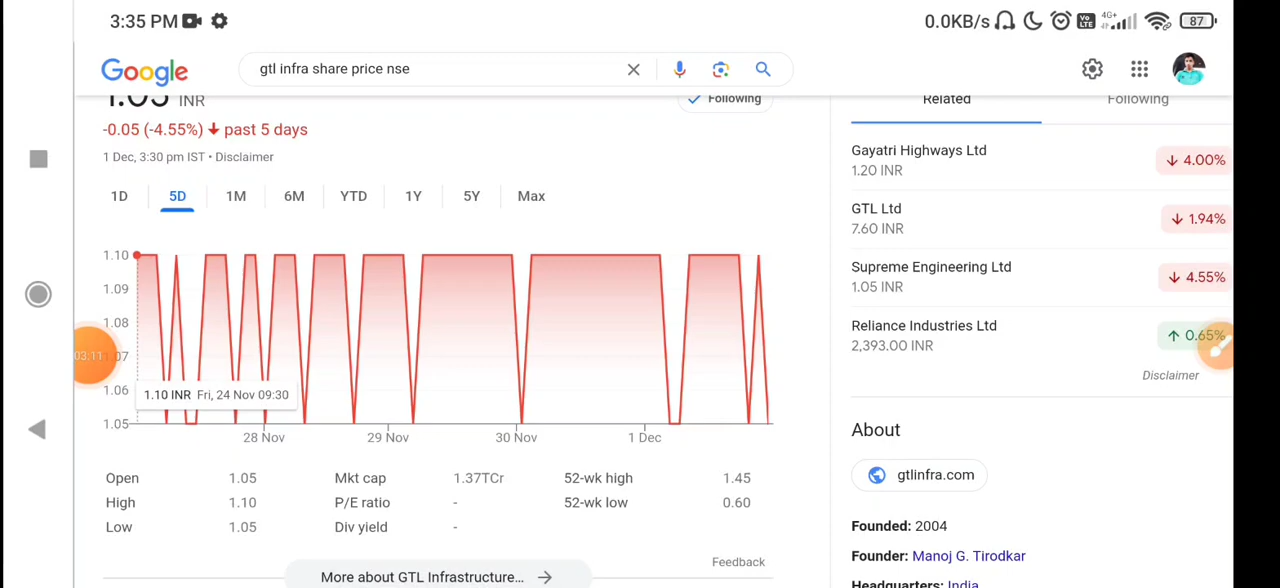 3:35 PM
0.0KB/s
Vo LTE
4G+
87
Google
gtl infra share price nse
1.05 INR
Following
-0.05 (-4.55%) past 5 days
1 Dec, 3:30 pm IST • Disclaimer
1D 5D 1M 6M YTD 1Y 5Y Max
1.10
1.09
1.08
07
1.06
1.05
03:11
1.10 INR Fri, 24 Nov 09:30
28 Nov 29 Nov 30 Nov 1 Dec
Open 1.05 Mkt cap 1.37TCr 52-wk high 1.45
High 1.10 P/E ratio - 52-wk low 0.60
Low 1.05 Div yield -
Feedback
More about GTL Infrastructure...
Related Following
Gayatri Highways Ltd
1.20 INR
4.00%
GTL Ltd
7.60 INR
1.94%
Supreme Engineering Ltd
1.05 INR
4.55%
Reliance Industries Ltd
2,393.00 INR
0.65%
Disclaimer
About
gtlinfra.com
Founded: 2004
Founder: Manoj G. Tirodkar
Headquarters: India